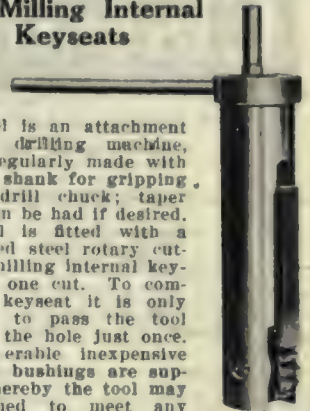 Milling Internal
Keyseats
l is an attachment
drilling machine,
egularly made with
shank for gripping
drill chuck; taper
n be had if desired.
l is fitted with a
ed steel rotary cut-
milling internal key-
one cut. To com-
keyseat it is only
to pass the tool
the hole just once.
erable inexpensive
bushings are sup-
hereby the tool may
ned to meet any